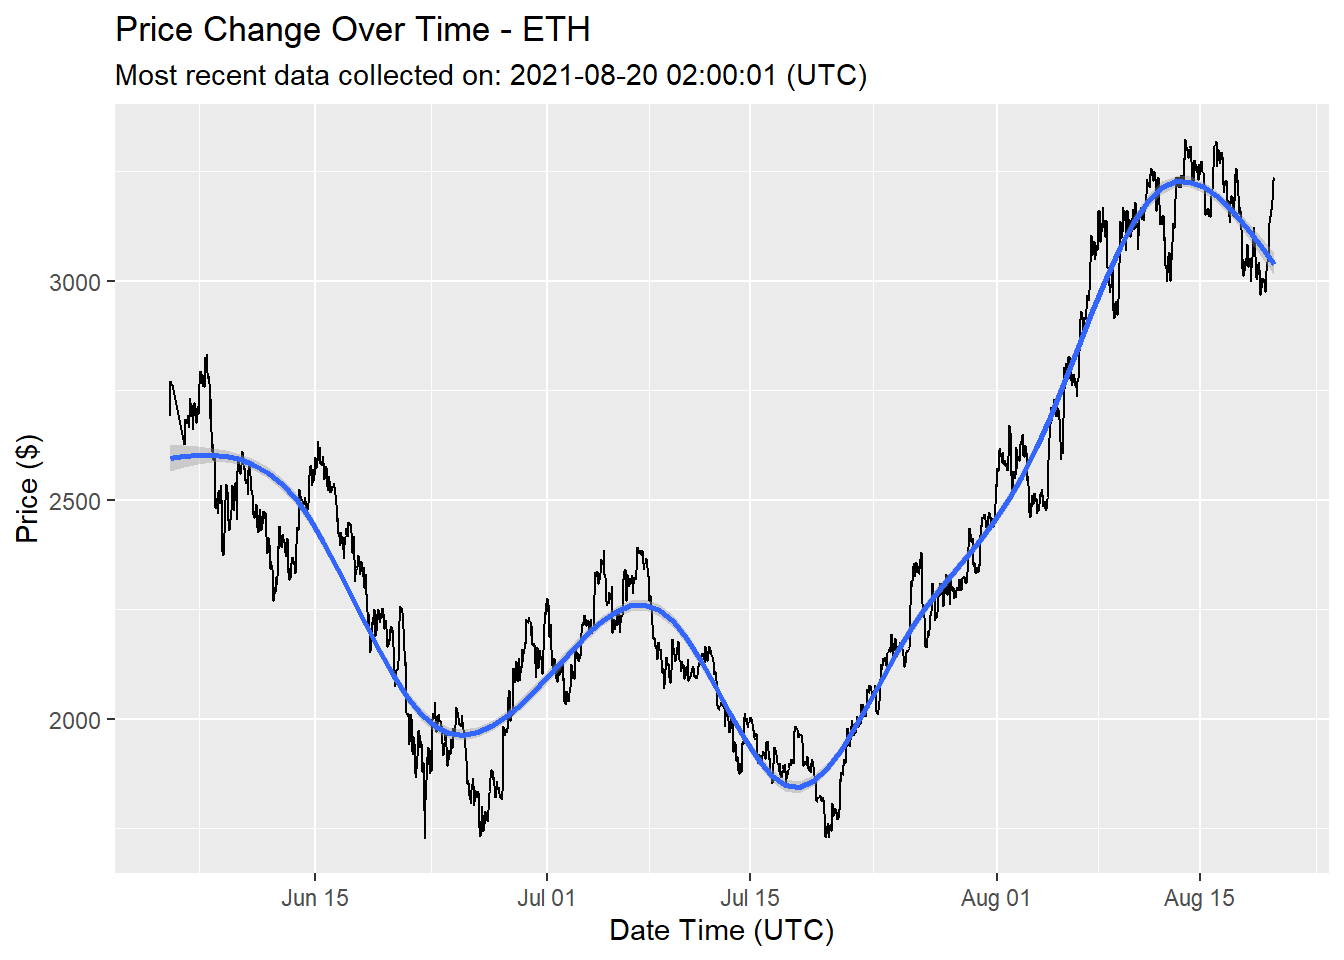 Price Change Over Time - ETH
Most recent data collected on: 2021-08-20 02:00:01 (UTC)
Price ($)
3000
2500
2000
Jun 15
Jul 01
Jul 15
Aug 01
Aug 15
Date Time (UTC)